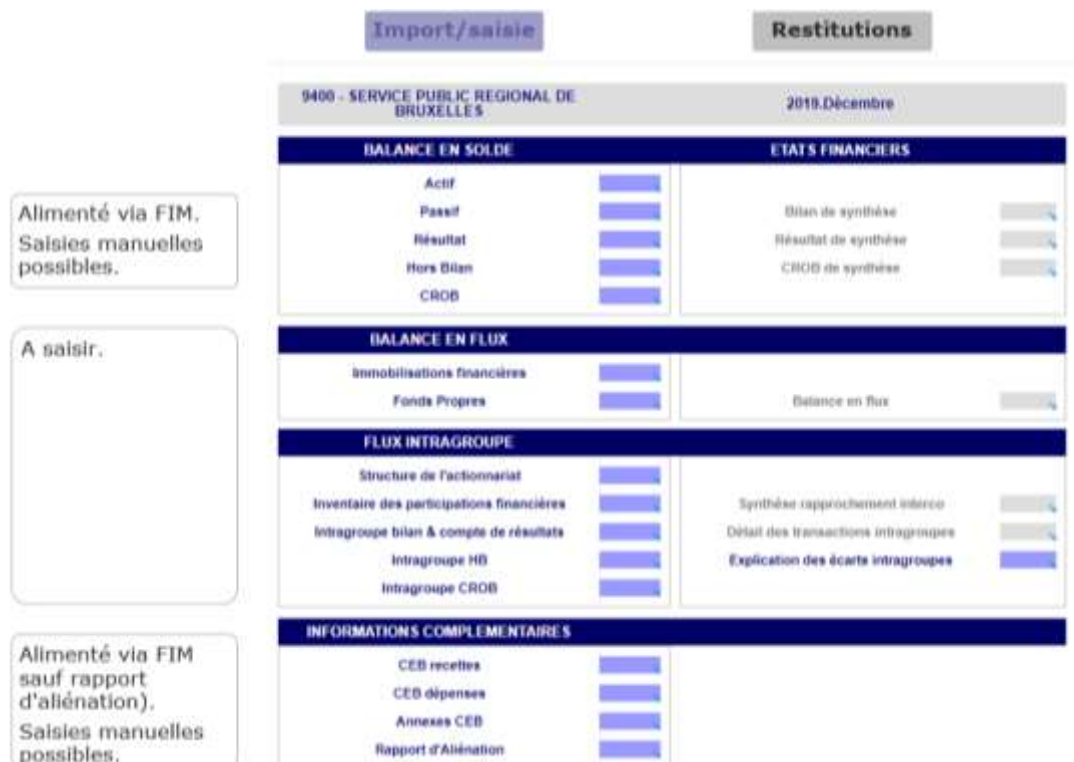 Import/saisie
Restitutions
9400 - SERVICE PUBLIC REGIONAL DE
BRUXELLES
2019.Décembre
BALANCE EN SOLDE
ETATS FINANCIERS
Alimenté via FIM.
Saisies manuelles
possibles.
Actif
Passif
Résultat
Hors Bilan
CROB
Bilan de synthèse
Résultat de synthèse
CROB de synthèse
A saisir.
BALANCE EN FLUX
Immobilisations financières
Fonds Propres
Balance en flux
FLUX INTRAGROUPE
Structure de l'actionnariat
Inventaire des participations financières
Intragroupe bilan & compte de résultats
Intragroupe HB
Intragroupe CROB
Synthèse rapprochement interco
Détail des transactions intragroupes
Explication des écarts intragroupes
INFORMATIONS COMPLEMENTAIRES
Alimenté via FIM
sauf rapport
d'aliénation).
Saisies manuelles
possibles.
CEB recettes
CEB dépenses
Annexes CEB
Rapport d'Aliénation